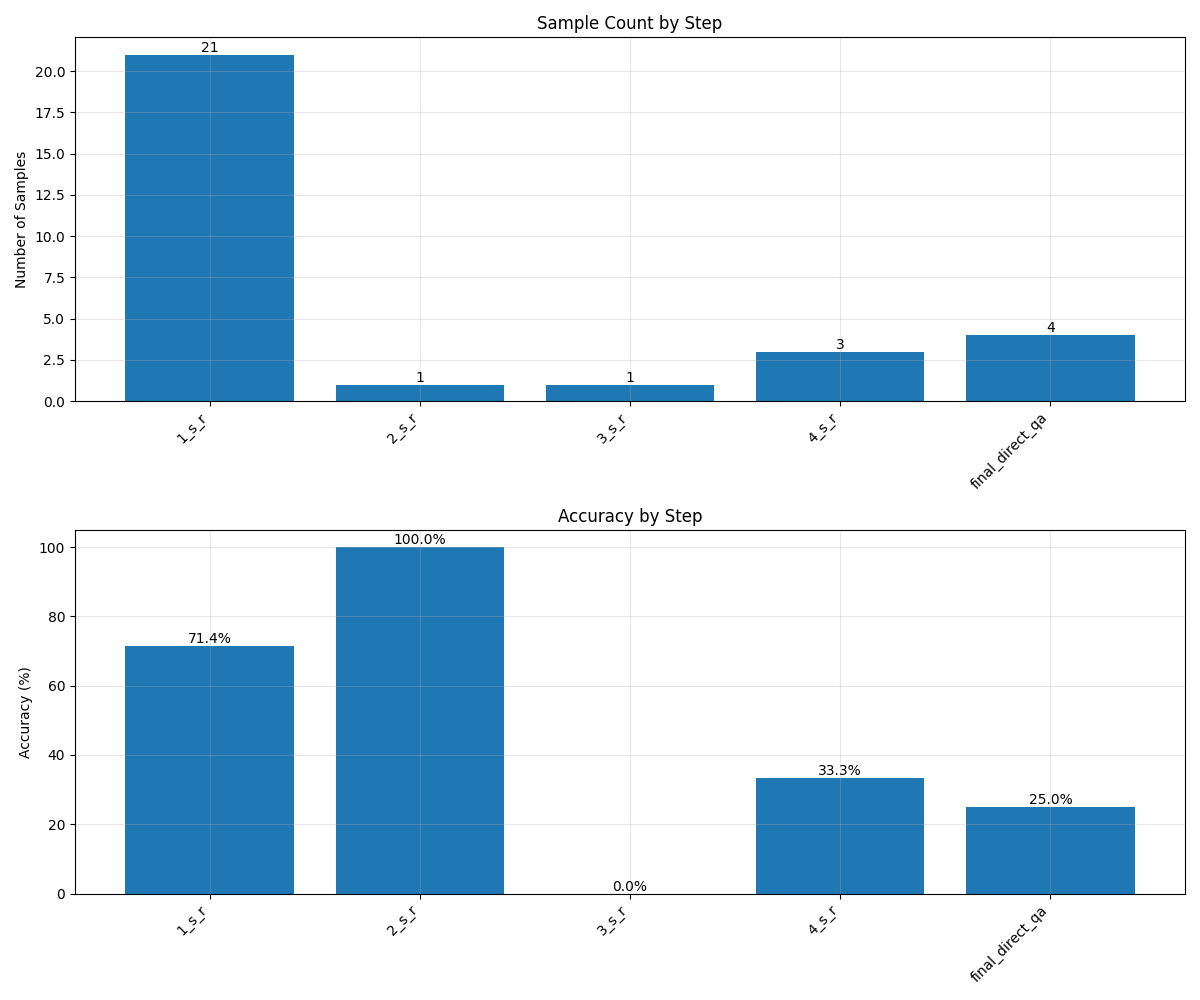 Sample Count by Step
Number of Samples
20.0
17.5
15.0
12.5
10.0
7.5
5.0
2.5
0.0
21
1
1
3
4
1_s_r
2_s_r
3_s_r
4_s_r
final_direct_qa
Accuracy by Step
Accuracy (%)
100
80
60
40
20
0
71.4%
100.0%
0.0%
33.3%
25.0%
1_s_r
2_s_r
3_s_r
4_s_r
final_direct_qa